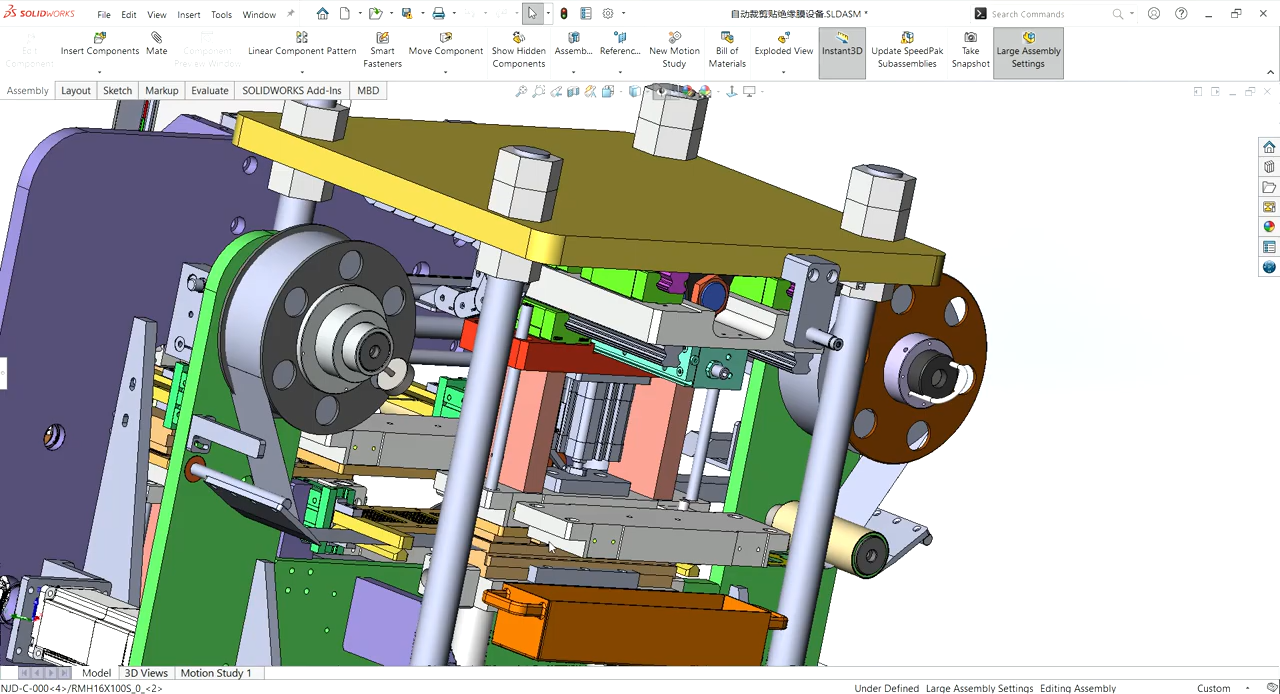 SOLIDWORKS
File Edit View Insert Tools Window
自动裁剪贴绝缘膜设备.SLDASM *
Search Commands
Edit Component
Insert Components
Mate
Component Preview Window
Linear Component Pattern
Smart Fasteners
Move Component
Show Hidden Components
Assemb...
Referenc...
New Motion Study
Bill of Materials
Exploded View
Instant3D
Update SpeedPak Subassemblies
Take Snapshot
Large Assembly Settings
Assembly Layout Sketch Markup Evaluate SOLIDWORKS Add-Ins MBD
Model 3D Views Motion Study 1
NJD-C-000<4>/RMH16X100S_0_<2>
Under Defined Large Assembly Settings Editing Assembly Custom